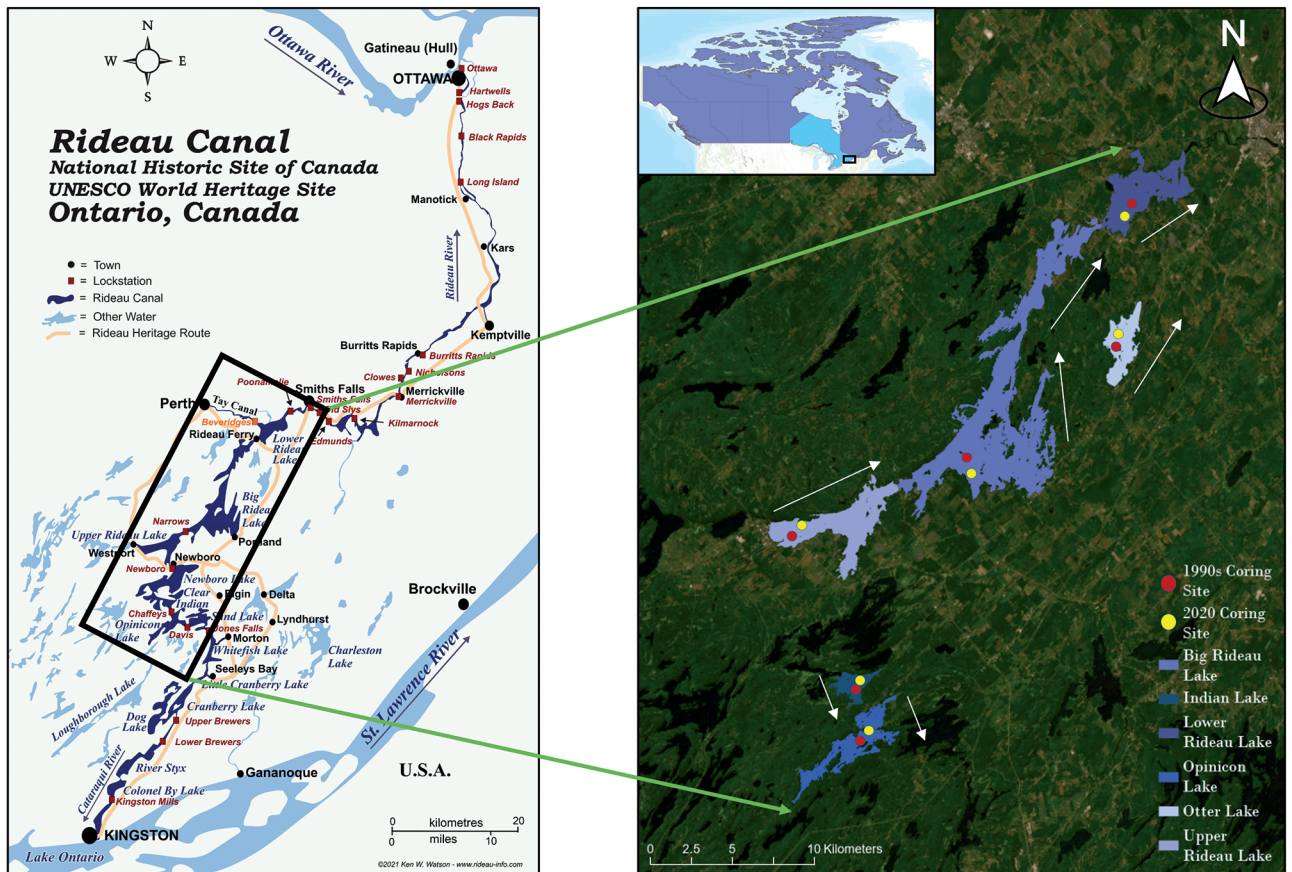 N
W
E
S
Rideau Canal
National Historic Site of Canada
UNESCO World Heritage Site
Ontario, Canada
= Town
= Lockstation
= Rideau Canal
= Other Water
= Rideau Heritage Route
Ottawa River
Gatineau (Hull)
OTTAWA
Ottawa
Hartwells
Hogs Back
Black Rapids
Long Island
Manotick
Kars
Rideau River
Kemptville
Burritts Rapids
Burritts Rapids
Nicholsons
Clowes
Merrickville
Merrickville
Kilmarnock
Edmunds
Poonamalie
Smiths Falls
Smiths Falls
Old Slys
Perth
Tay Canal
Beveridges
Rideau Ferry
Lower
Rideau
Lake
Big
Rideau
Lake
Narrows
Upper Rideau Lake
Westport
Portland
Newboro
Newboro
Newboro Lake
Clear
Indian
Elgin
Delta
Chaffeys
Opinicon
Lake
Sand Lake
Davis
Jones Falls
Lyndhurst
Morton
Whitefish Lake
Charleston
Lake
Seeleys Bay
Little Cranberry Lake
Cranberry Lake
Loughborough Lake
Dog
Lake
Upper Brewers
Lower Brewers
Cataraqui River
River Styx
Colonel By Lake
Kingston Mills
KINGSTON
Lake Ontario
Gananoque
Brockville
St. Lawrence River
U.S.A.
0 kilometres 20
0 miles 10
©2021 Ken W. Watson - www.rideau-info.com
N
1990s Coring
Site
2020 Coring
Site
Big Rideau
Lake
Indian Lake
Lower
Rideau Lake
Opinicon
Lake
Otter Lake
Upper
Rideau Lake
0 2.5 5 10 Kilometers